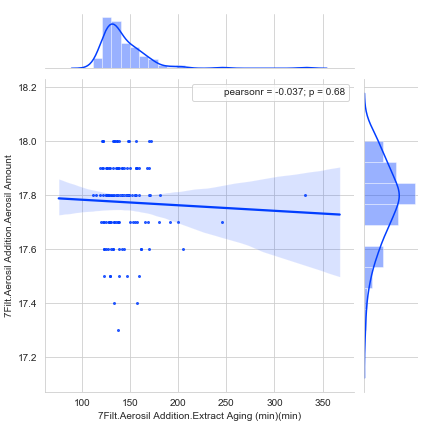 pearsonr = -0.037; p = 0.68
18.2
18.0
17.8
17.6
17.4
17.2
7Filt.Aerosil Addition.Aerosil Amount
100 150 200 250 300 350
7Filt.Aerosil Addition.Extract Aging (min)(min)